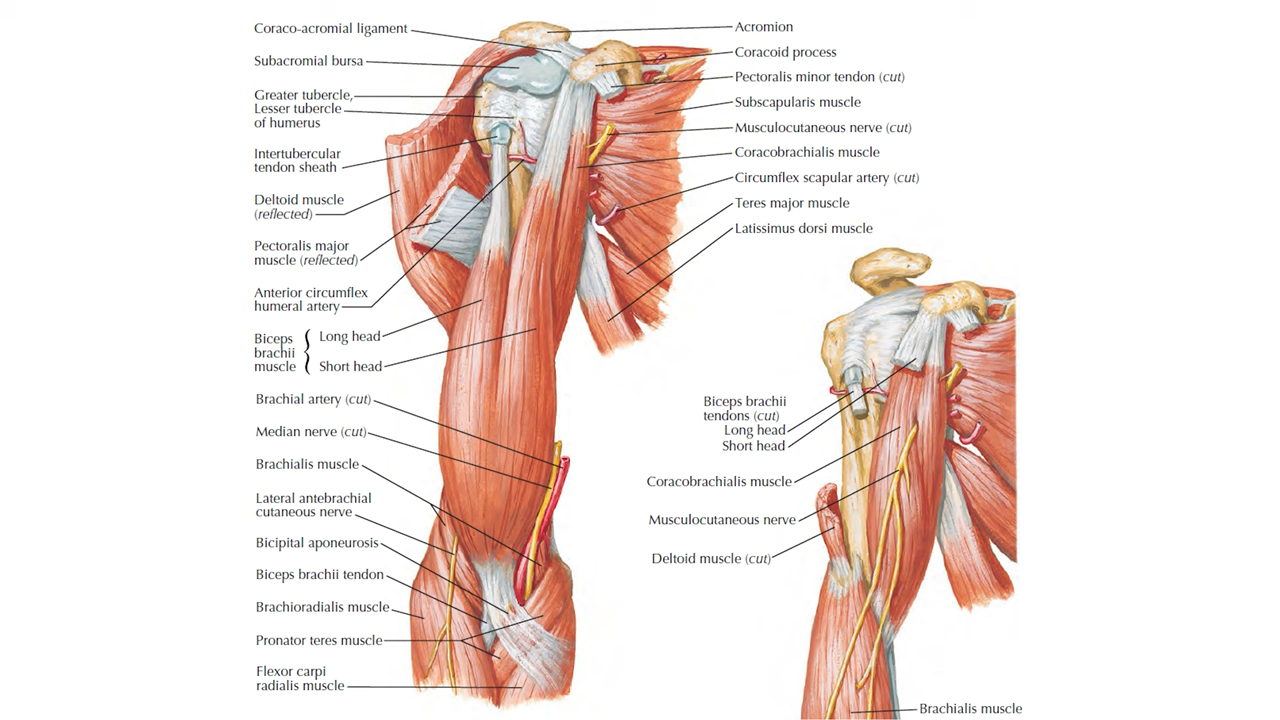 Coraco-acromial ligament
Subacromial bursa
Greater tubercle,
Lesser tubercle
of humerus
Intertubercular
tendon sheath
Deltoid muscle
(reflected)
Pectoralis major
muscle (reflected)
Anterior circumflex
humeral artery
Biceps
brachii
muscle
Long head
Short head
Brachial artery (cut)
Median nerve (cut)
Brachialis muscle
Lateral antebrachial
cutaneous nerve
Bicipital aponeurosis
Biceps brachii tendon
Brachioradialis muscle
Pronator teres muscle
Flexor carpi
radialis muscle
Acromion
Coracoid process
Pectoralis minor tendon (cut)
Subscapularis muscle
Musculocutaneous nerve (cut)
Coracobrachialis muscle
Circumflex scapular artery (cut)
Teres major muscle
Latissimus dorsi muscle
Biceps brachii
tendons (cut)
Long head
Short head
Coracobrachialis muscle
Musculocutaneous nerve
Deltoid muscle (cut)
Brachialis muscle